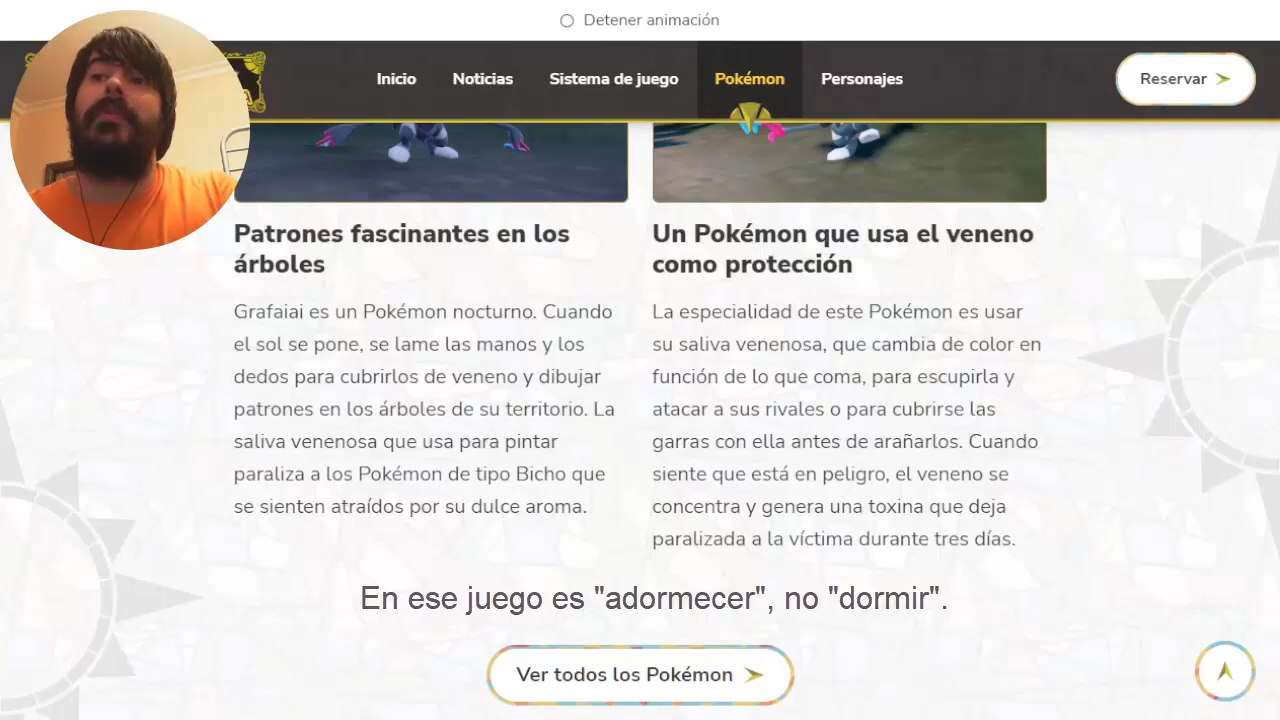 Detener animación
Inicio Noticias Sistema de juego Pokémon Personajes Reservar
Patrones fascinantes en los
árboles
Grafaiai es un Pokémon nocturno. Cuando
el sol se pone, se lame las manos y los
dedos para cubrirlos de veneno y dibujar
patrones en los árboles de su territorio. La
saliva venenosa que usa para pintar
paraliza a los Pokémon de tipo Bicho que
se sienten atraídos por su dulce aroma.
Un Pokémon que usa el veneno
como protección
La especialidad de este Pokémon es usar
su saliva venenosa, que cambia de color en
función de lo que coma, para escupirla y
atacar a sus rivales o para cubrirse las
garras con ella antes de arañarlos. Cuando
siente que está en peligro, el veneno se
concentra y genera una toxina que deja
paralizada a la víctima durante tres días.
En ese juego es "adormecer", no "dormir".
Ver todos los Pokémon